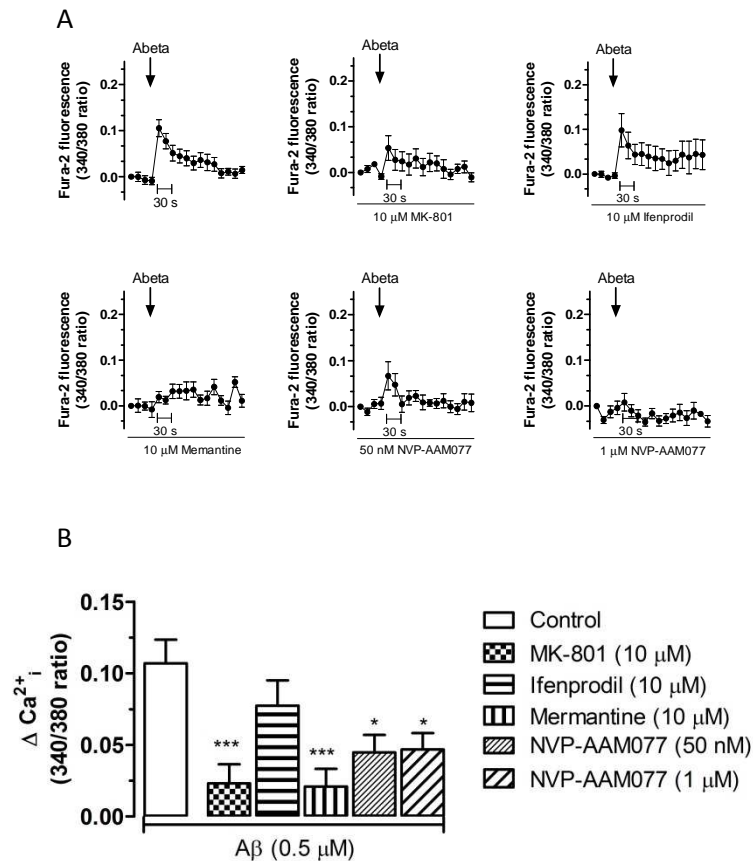 A
Abeta
Fura-2 fluorescence
(340/380 ratio)
0.2
0.1
0.0
30 s
Abeta
Fura-2 fluorescence
(340/380 ratio)
0.2
0.1
0.0
30 s
10 μM MK-801
Abeta
Fura-2 fluorescence
(340/380 ratio)
0.2
0.1
0.0
30 s
10 μM Ifenprodil
Abeta
Fura-2 fluorescence
(340/380 ratio)
0.2
0.1
0.0
30 s
10 μM Memantine
Abeta
Fura-2 fluorescence
(340/380 ratio)
0.2
0.1
0.0
30 s
50 nM NVP-AAM077
Abeta
Fura-2 fluorescence
(340/380 ratio)
0.2
0.1
0.0
30 s
1 μM NVP-AAM077
B
Δ Ca²⁺ᵢ
(340/380 ratio)
0.15
0.10
0.05
0.00
***
***
*
*
Aβ (0.5 μM)
Control
MK-801 (10 μM)
Ifenprodil (10 μM)
Mermantine (10 μM)
NVP-AAM077 (50 nM)
NVP-AAM077 (1 μM)